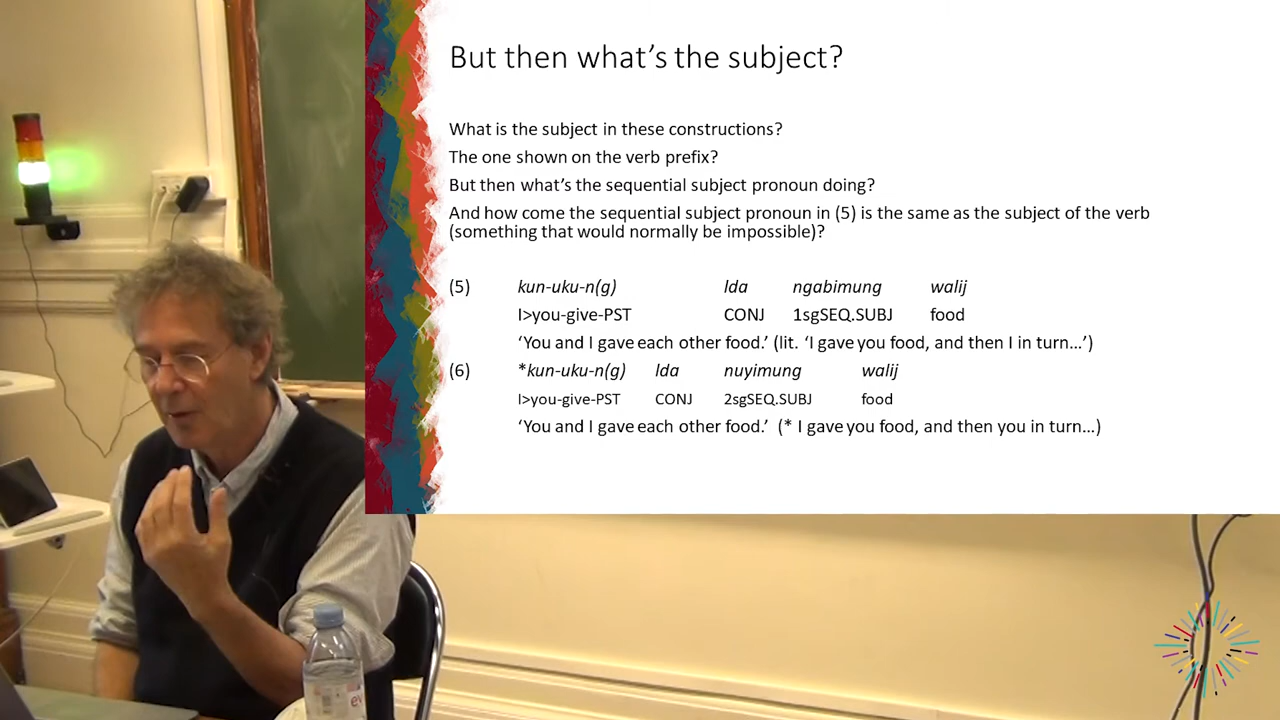 But then what's the subject?
What is the subject in these constructions?
The one shown on the verb prefix?
But then what's the sequential subject pronoun doing?
And how come the sequential subject pronoun in (5) is the same as the subject of the verb
(something that would normally be impossible)?
(5) kun-uku-n(g) lda ngabimung walij
I>you-give-PST CONJ 1sgSEQ.SUBJ food
‘You and I gave each other food.’ (lit. ‘I gave you food, and then I in turn…’)
(6) *kun-uku-n(g) lda nuyimung walij
I>you-give-PST CONJ 2sgSEQ.SUBJ food
‘You and I gave each other food.’ (* I gave you food, and then you in turn…)